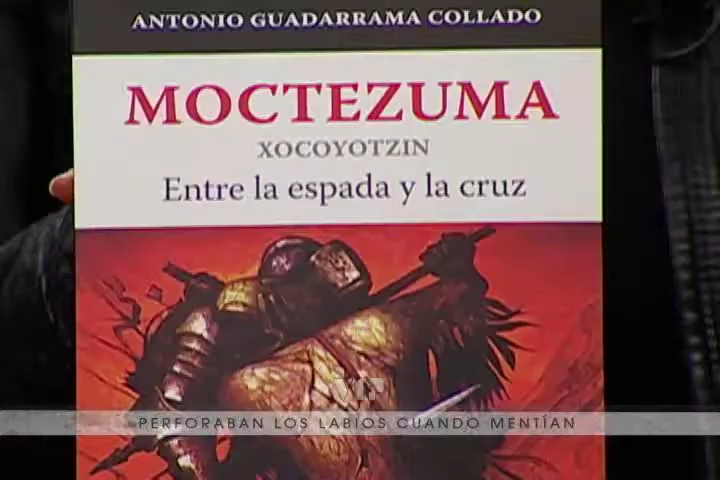 ANTONIO GUADARRAMA COLLADO
MOCTEZUMA
XOCOYOTZIN
Entre la espada y la cruz
PERFORABAN LOS LABIOS CUANDO MENTÍAN